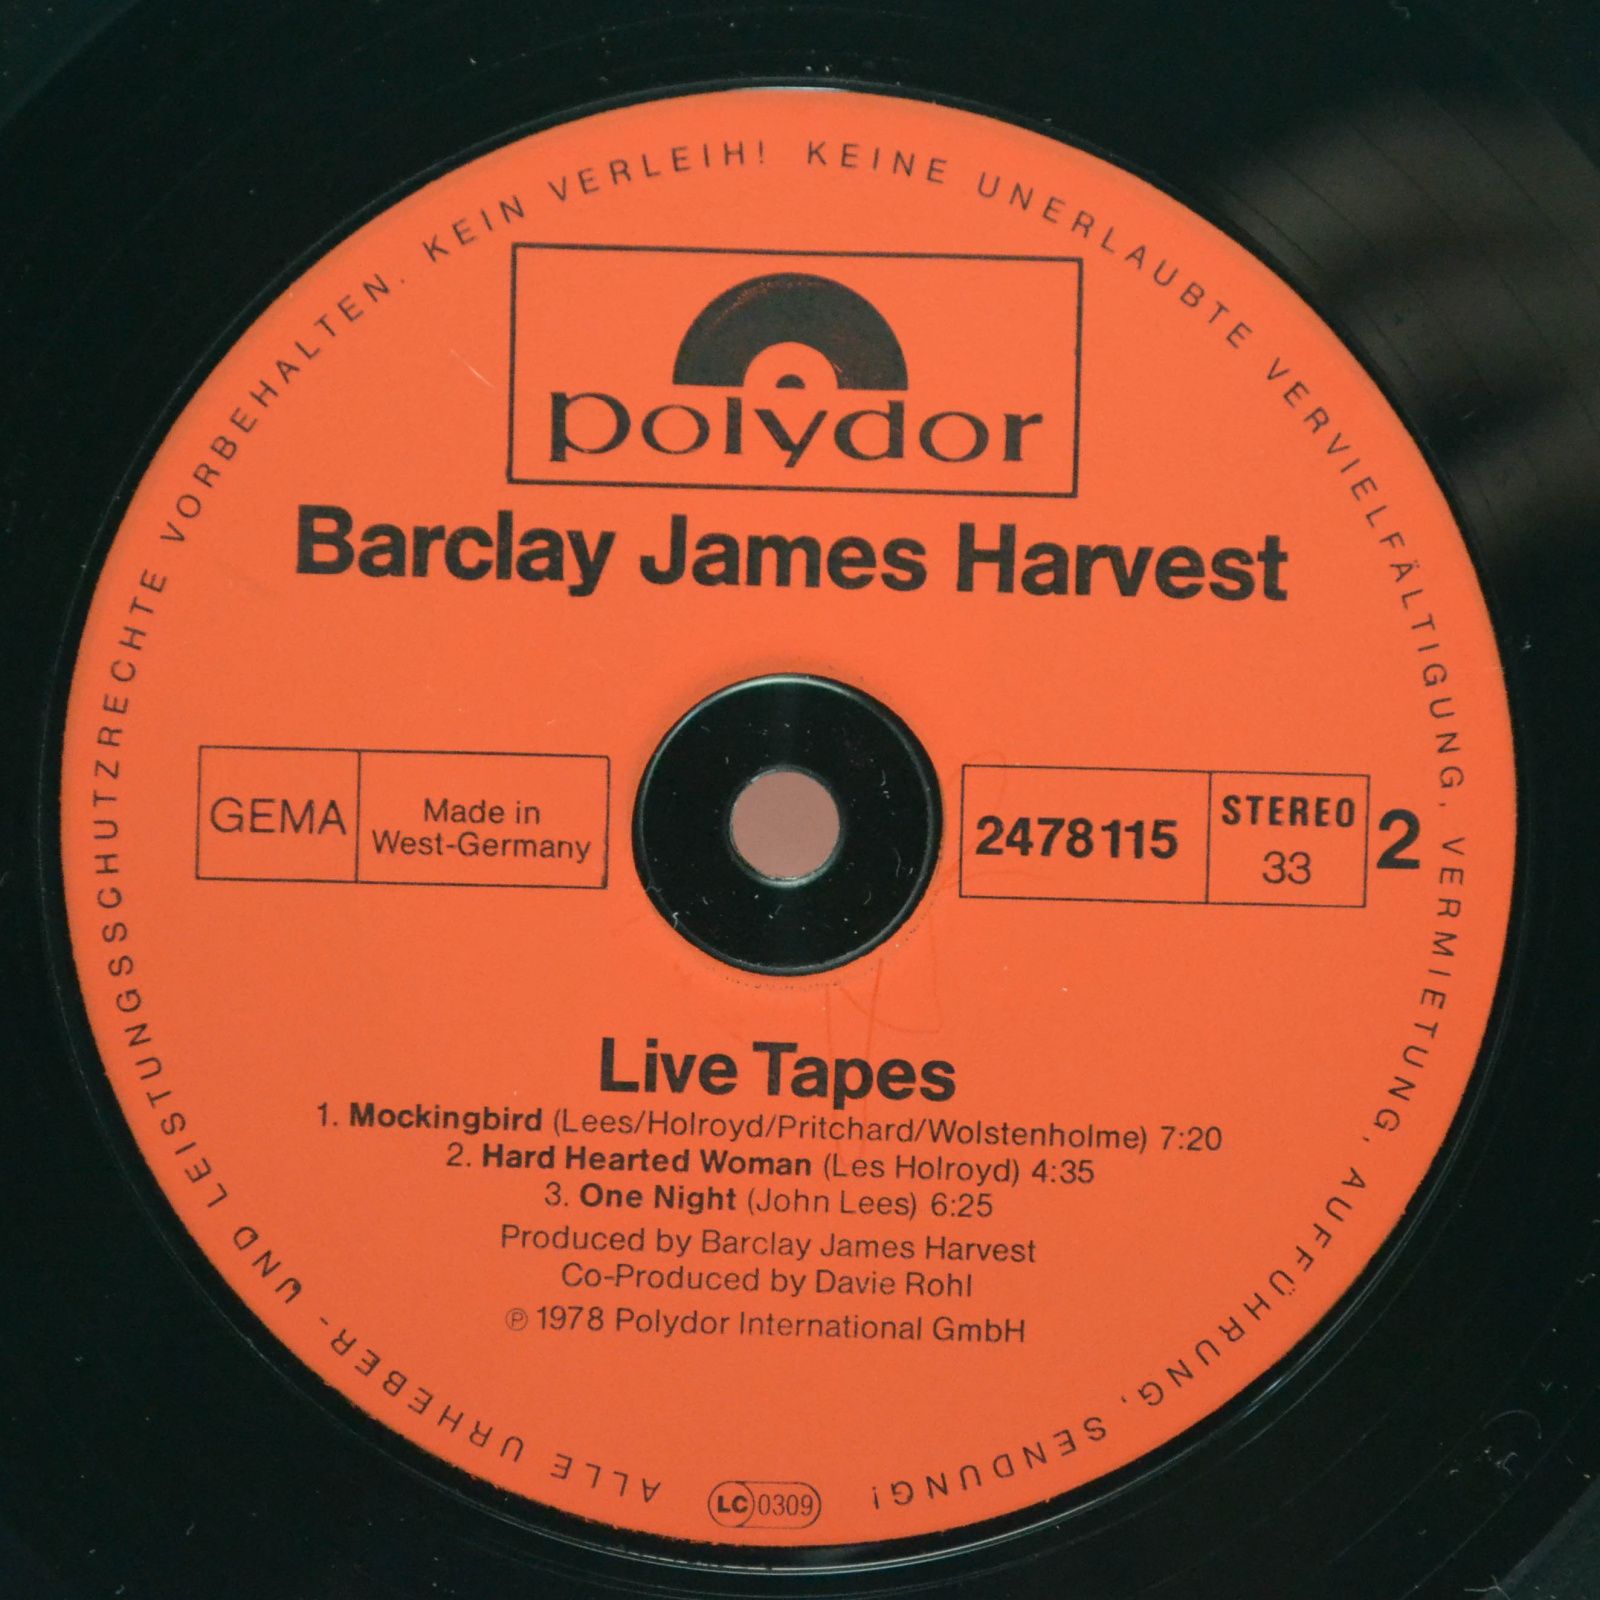 ALLE URHEBER- UND LEISTUNGSSCHUTZRECHTE VORBEHALTEN. KEIN VERLEIH! KEINE UNERLAUBTE VERVIELFÄLTIGUNG, VERMIETUNG, AUFFÜHRUNG, SENDUNG!
polydor
Barclay James Harvest
GEMA
Made in
West-Germany
2478115
STEREO
33
2
Live Tapes
1. Mockingbird (Lees/Holroyd/Pritchard/Wolstenholme) 7:20
2. Hard Hearted Woman (Les Holroyd) 4:35
3. One Night (John Lees) 6:25
Produced by Barclay James Harvest
Co-Produced by Davie Rohl
℗ 1978 Polydor International GmbH
LC 0309